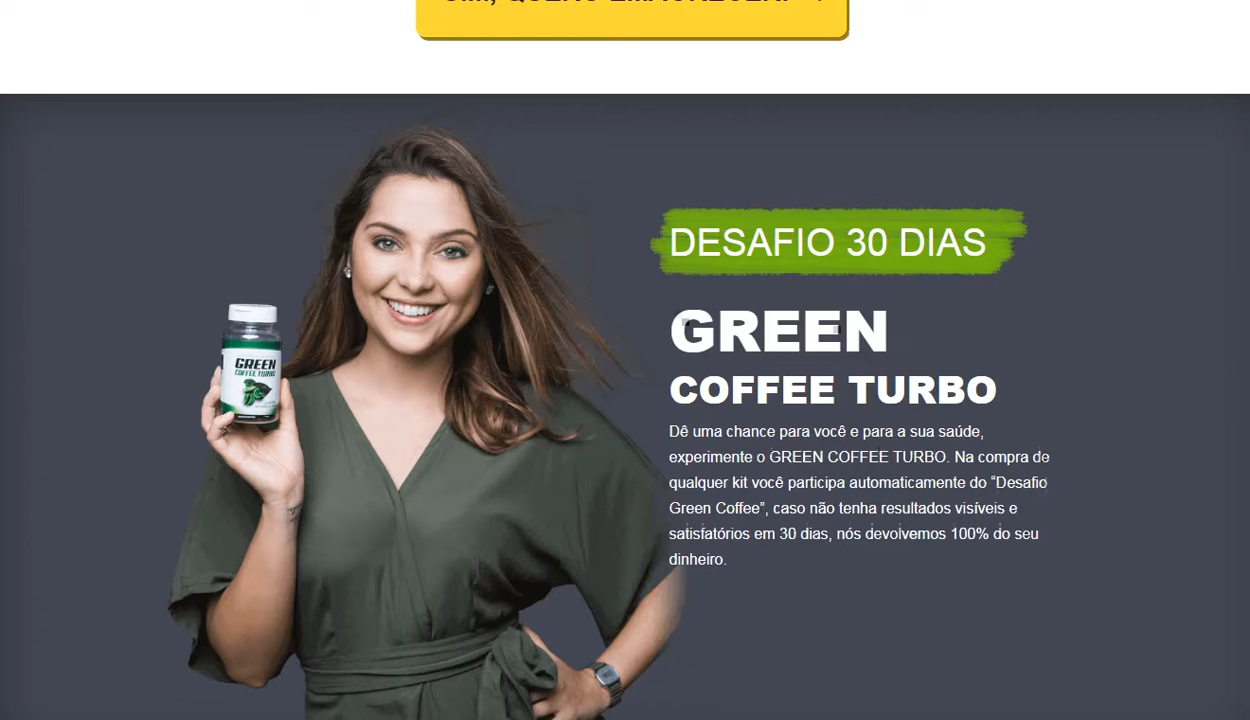 DESAFIO 30 DIAS
GREEN
COFFEE TURBO
Dê uma chance para você e para a sua saúde,
experimente o GREEN COFFEE TURBO. Na compra de
qualquer kit você participa automaticamente do "Desafio
Green Coffee", caso não tenha resultados visíveis e
satisfatórios em 30 dias, nós devolvemos 100% do seu
dinheiro.
GREEN
COFFEE TURBO